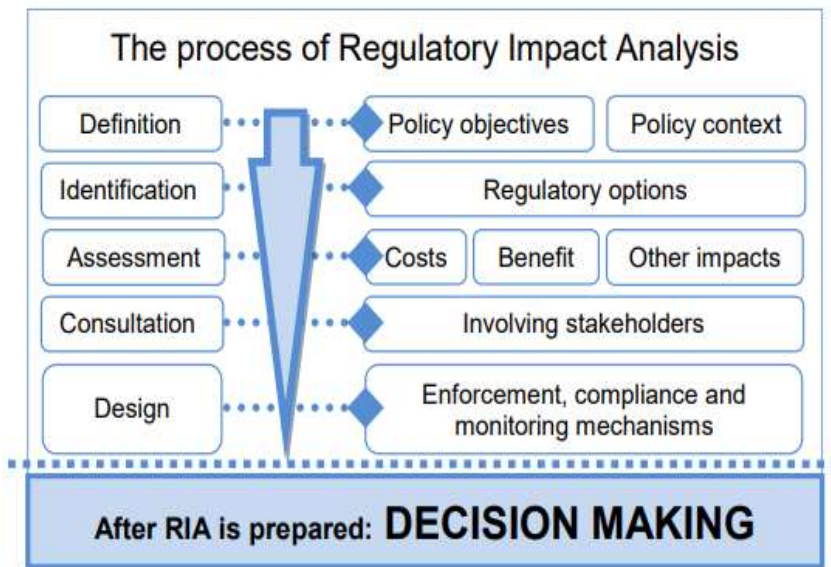 The process of Regulatory Impact Analysis
Definition
Policy objectives
Policy context
Identification
Regulatory options
Assessment
Costs
Benefit
Other impacts
Consultation
Involving stakeholders
Design
Enforcement, compliance and
monitoring mechanisms
After RIA is prepared: DECISION MAKING